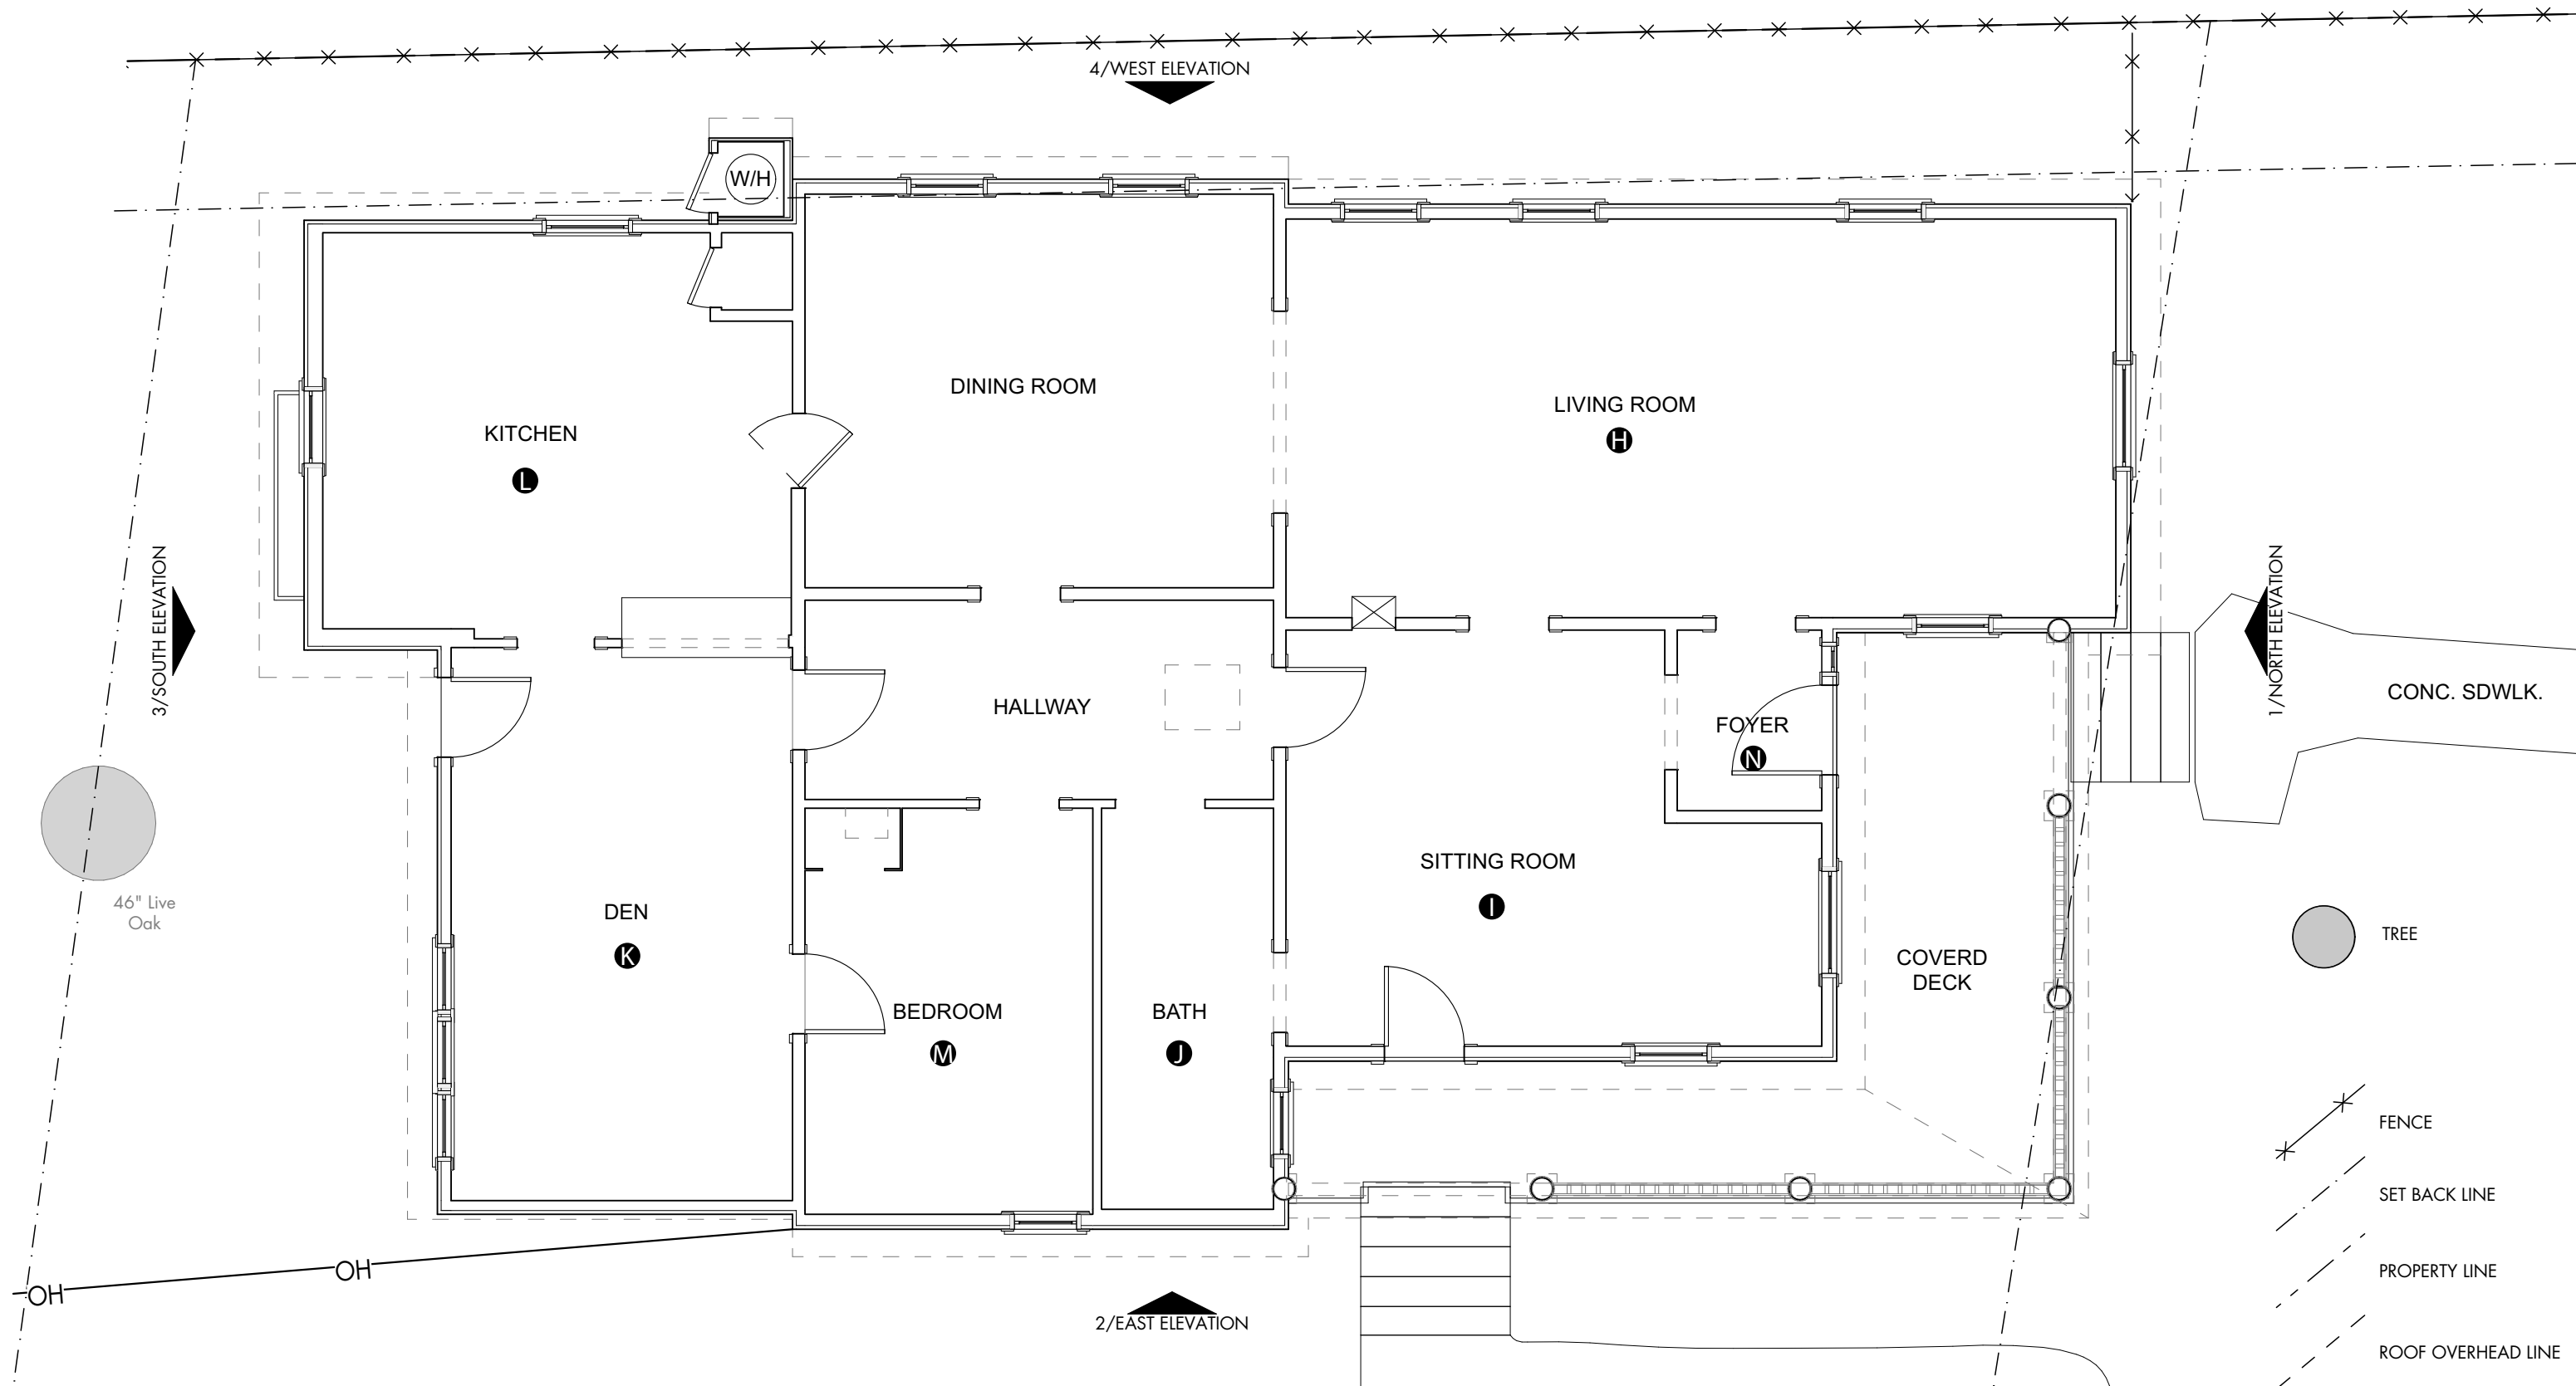 4/WEST ELEVATION
W/H
DINING ROOM
LIVING ROOM
H
KITCHEN
L
3/SOUTH ELEVATION
1/NORTH ELEVATION
CONC. SDWLK.
HALLWAY
FOYER
N
SITTING ROOM
I
46" Live
Oak
DEN
K
COVERD
DECK
TREE
BEDROOM
M
BATH
J
FENCE
SET BACK LINE
PROPERTY LINE
OH
OH
2/EAST ELEVATION
ROOF OVERHEAD LINE